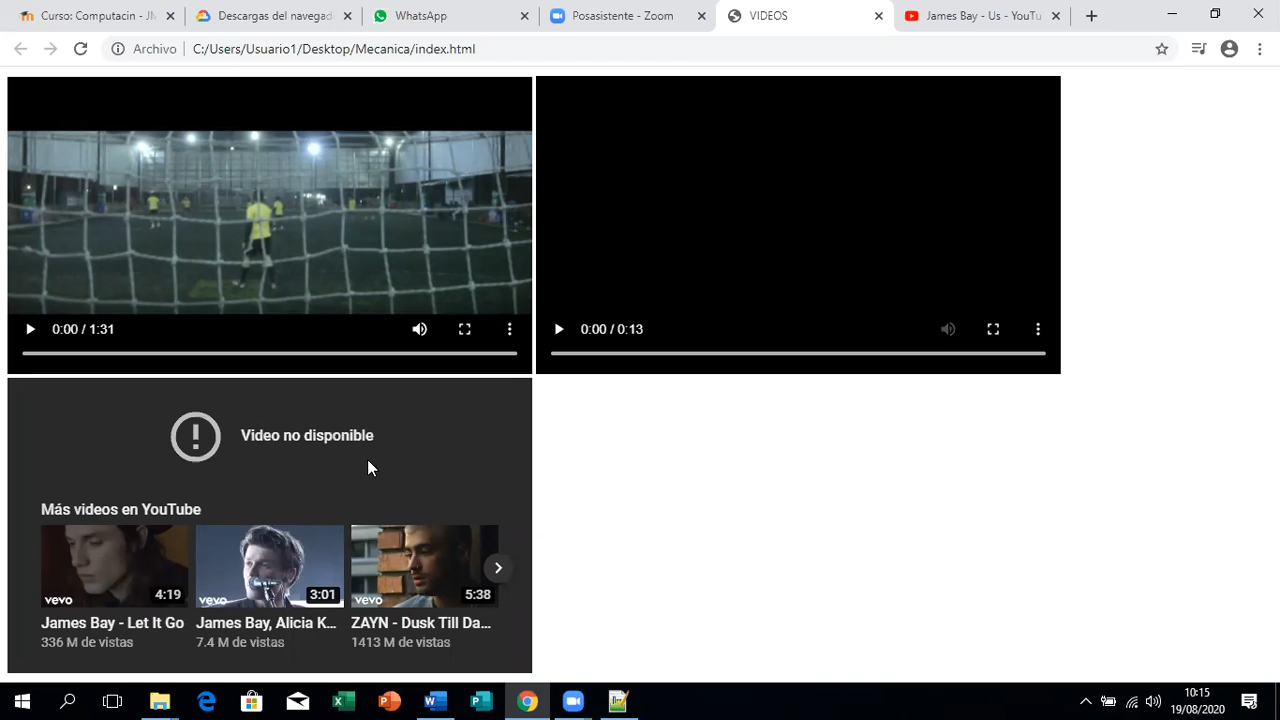 Curso: Computacin - JM
Descargas del navegad
WhatsApp
Posasistente - Zoom
VIDEOS
James Bay - Us - YouTu
Archivo
C:/Users/Usuario1/Desktop/Mecanica/index.html
0:00 / 1:31
0:00 / 0:13
Video no disponible
Más videos en YouTube
vevo 4:19
vevo 3:01
vevo 5:38
James Bay - Let It Go
James Bay, Alicia K...
ZAYN - Dusk Till Da...
336 M de vistas
7.4 M de vistas
1413 M de vistas
10:15
19/08/2020